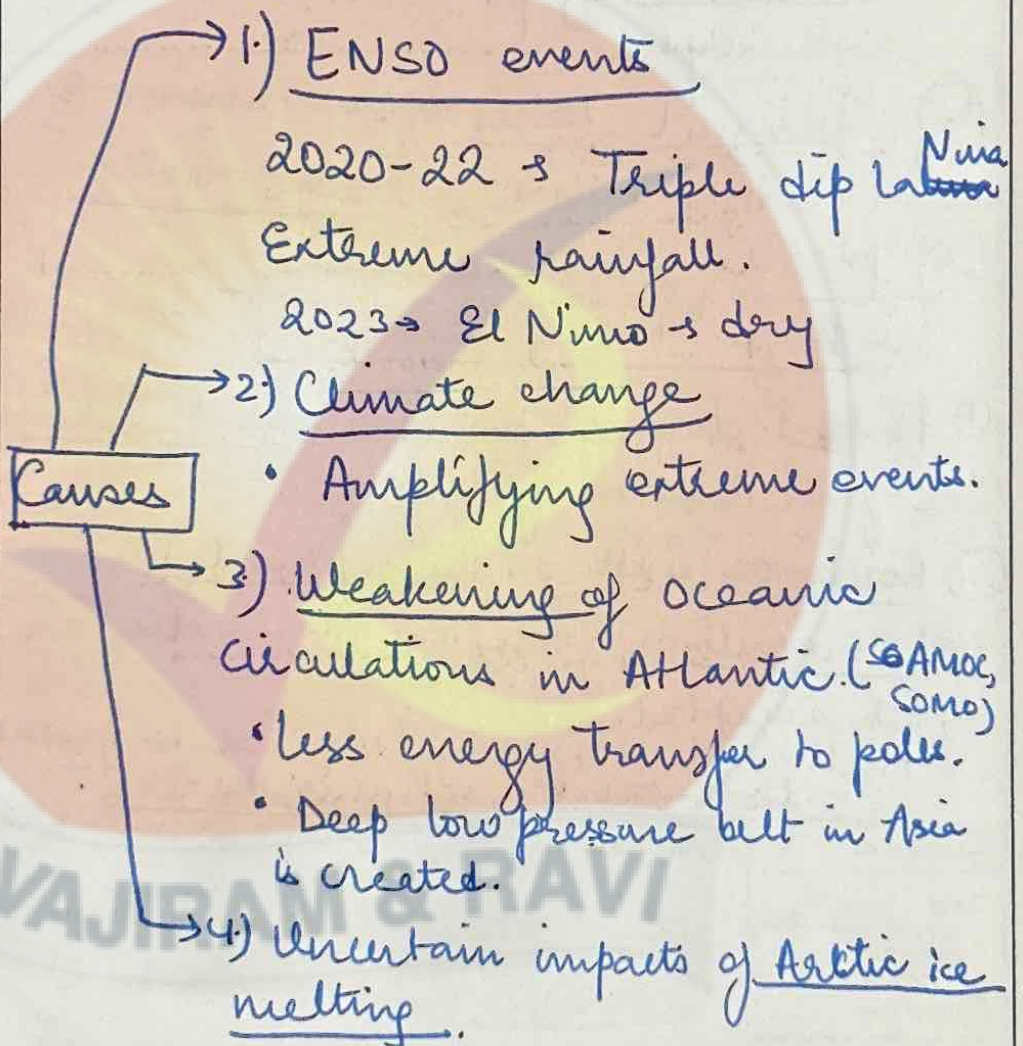 1.) ENSO events
2020-22 → Triple dip La Nina
Extreme rainfall.
2023 → El Nino → dry
2) Climate change
Causes
• Amplifying extreme events.
3.) Weakening of oceanic
circulations in Atlantic. (AMOC,
SOMO)
• less energy transfer to poles.
• Deep low pressure belt in Asia
is created.
VAJIRAM & RAVI
4.) Uncertain impacts of Arctic ice
melting.